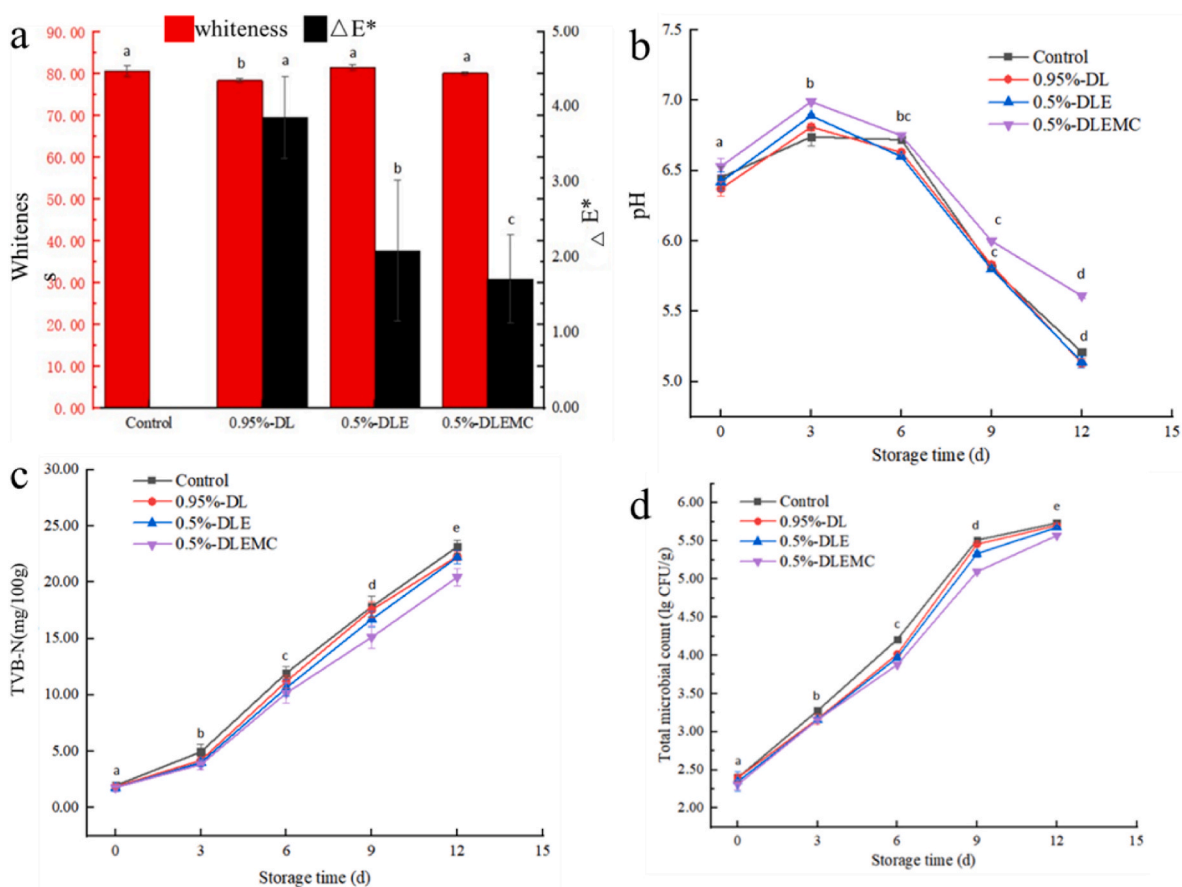 a
whiteness △ E*
90.00
80.00
70.00
60.00
50.00
40.00
30.00
20.00
10.00
0.00
Whitenes
s
a b a a a b c
5.00
4.00
3.00
2.00
1.00
0.00
△ E*
Control 0.95%-DL 0.5%-DLE 0.5%-DLEMC
b
Control
0.95%-DL
0.5%-DLE
0.5%-DLEMC
7.0
6.5
6.0
5.5
5.0
pH
a b bc c c d d
0 3 6 9 12 15
Storage time (d)
c
Control
0.95%-DL
0.5%-DLE
0.5%-DLEMC
30.00
25.00
20.00
15.00
10.00
5.00
0.00
TVB-N(mg/100g)
a b c d e
0 3 6 9 12 15
Storage time (d)
d
Control
0.95%-DL
0.5%-DLE
0.5%-DLEMC
6.00
5.50
5.00
4.50
4.00
3.50
3.00
2.50
2.00
Total microbial count (lg CFU/g)
a b c d e
0 3 6 9 12 15
Storage time (d)